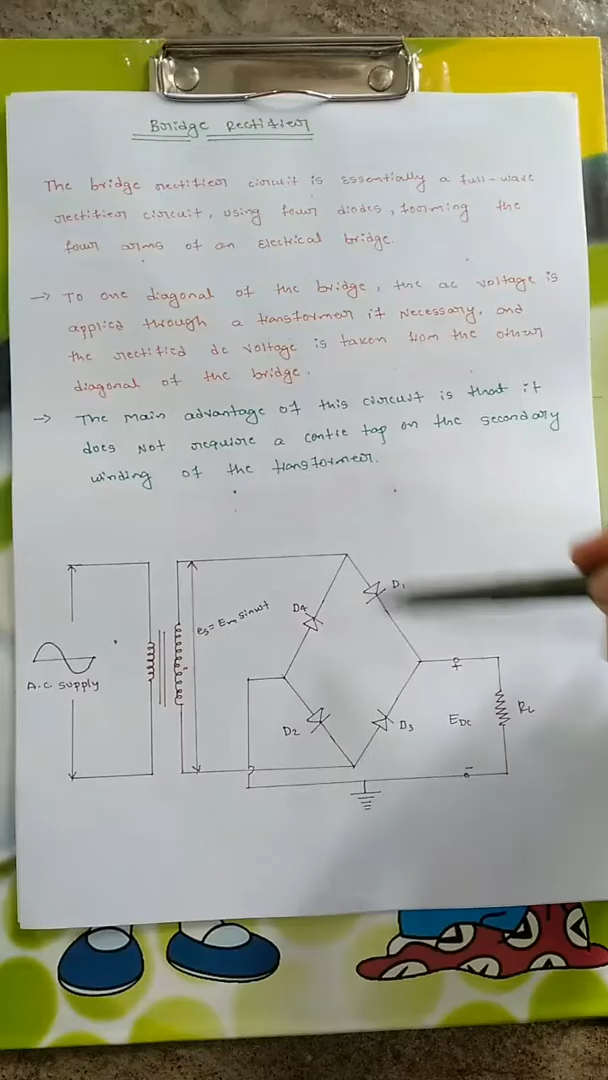 Bridge Rectifier
The bridge rectifier circuit is essentially a full-wave
rectifier circuit, using four diodes, forming the
four arms of an Electrical bridge.
→ To one diagonal of the bridge, the ac voltage is
applied through a transformer if Necessary, and
the rectified dc voltage is taken from the other
diagonal of the bridge.
→ The Main advantage of this circuit is that it
does Not require a centre tap on the secondary
winding of the transformer.
D1
D4
es = Em sinωt
A.C. supply
+
RL
EDC
D2
D3
-